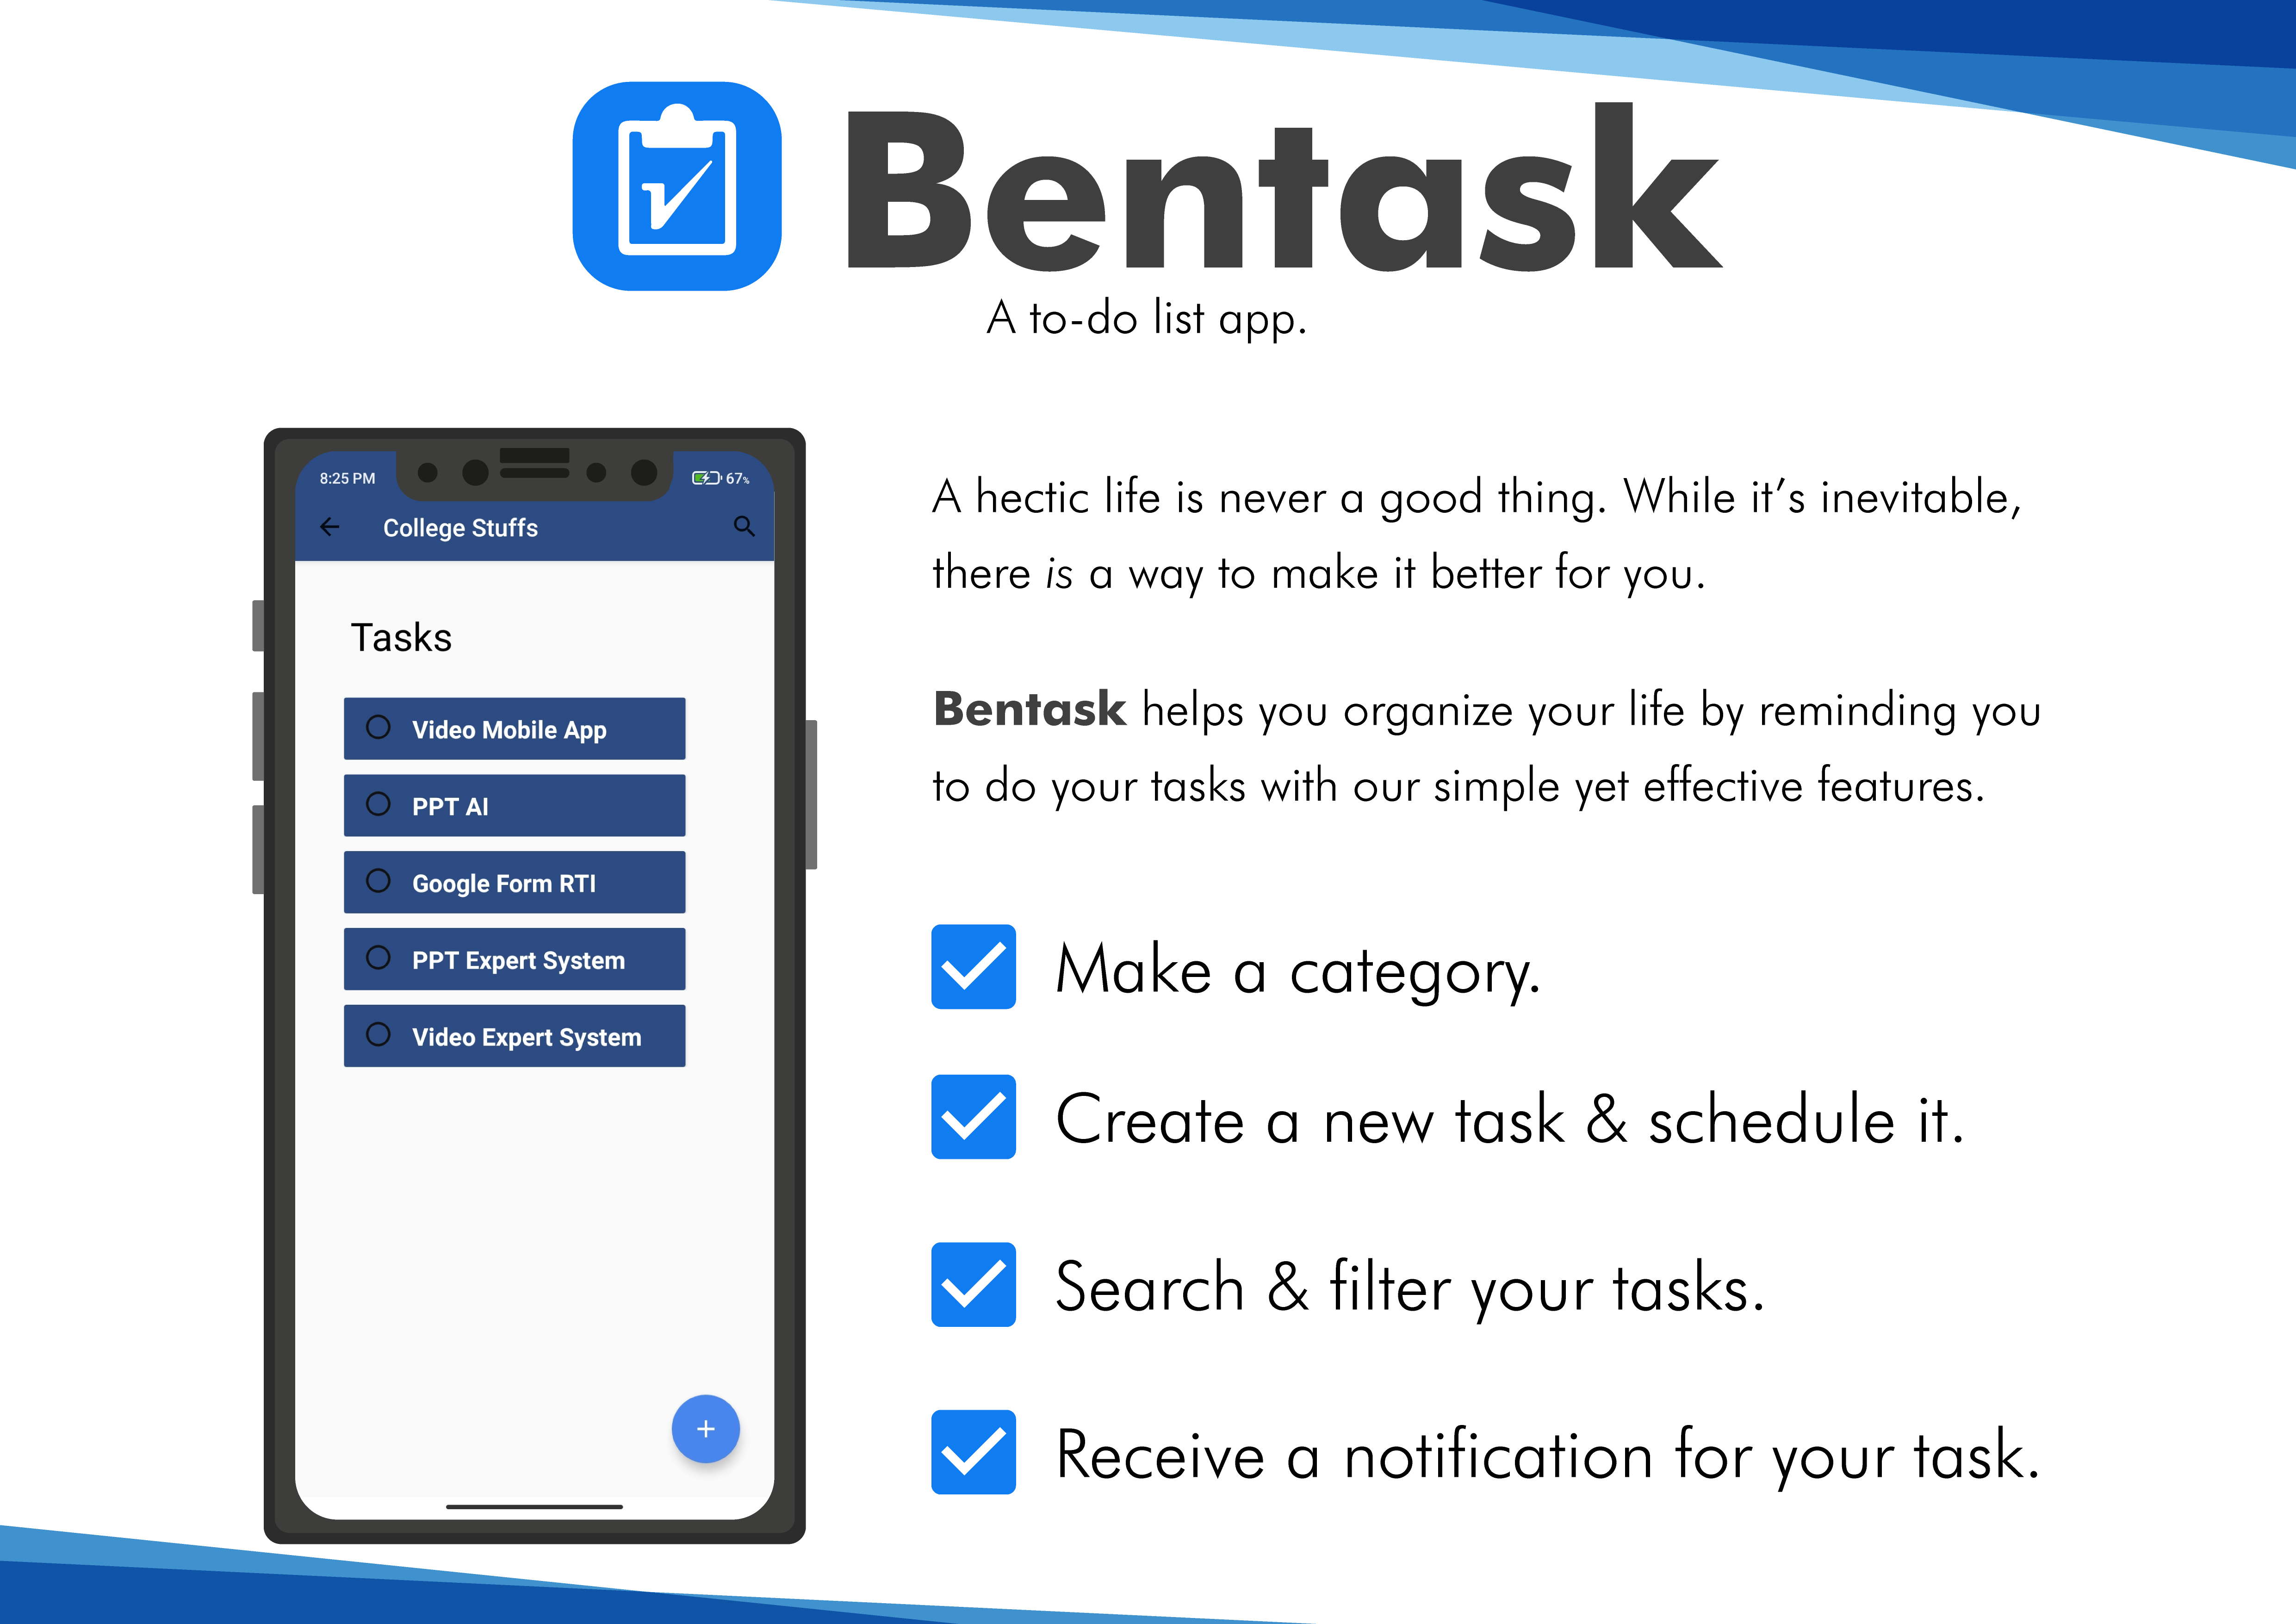 Bentask
A to-do list app.
8:25 PM
67%
College Stuffs
Tasks
Video Mobile App
PPT AI
Google Form RTI
PPT Expert System
Video Expert System
+
A hectic life is never a good thing. While it’s inevitable,
there is a way to make it better for you.
Bentask helps you organize your life by reminding you
to do your tasks with our simple yet effective features.
Make a category.
Create a new task & schedule it.
Search & filter your tasks.
Receive a notification for your task.